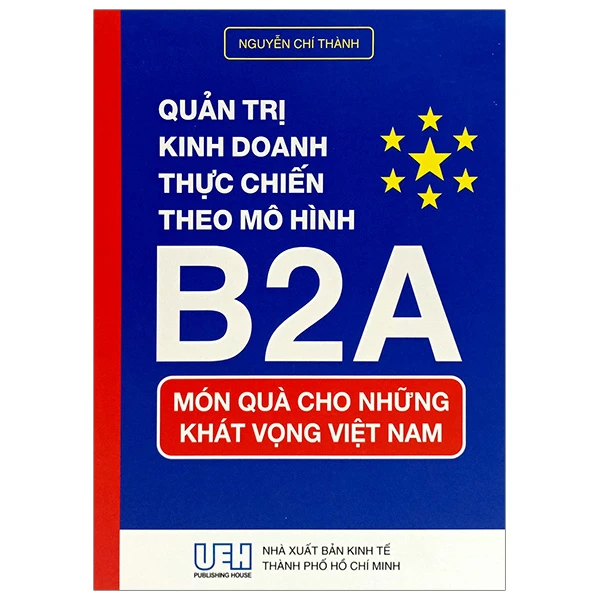 NGUYỄN CHÍ THÀNH
QUẢN TRỊ
KINH DOANH
THỰC CHIẾN
THEO MÔ HÌNH
B2A
MÓN QUÀ CHO NHỮNG
KHÁT VỌNG VIỆT NAM
UEH
PUBLISHING HOUSE
NHÀ XUẤT BẢN KINH TẾ
THÀNH PHỐ HỒ CHÍ MINH